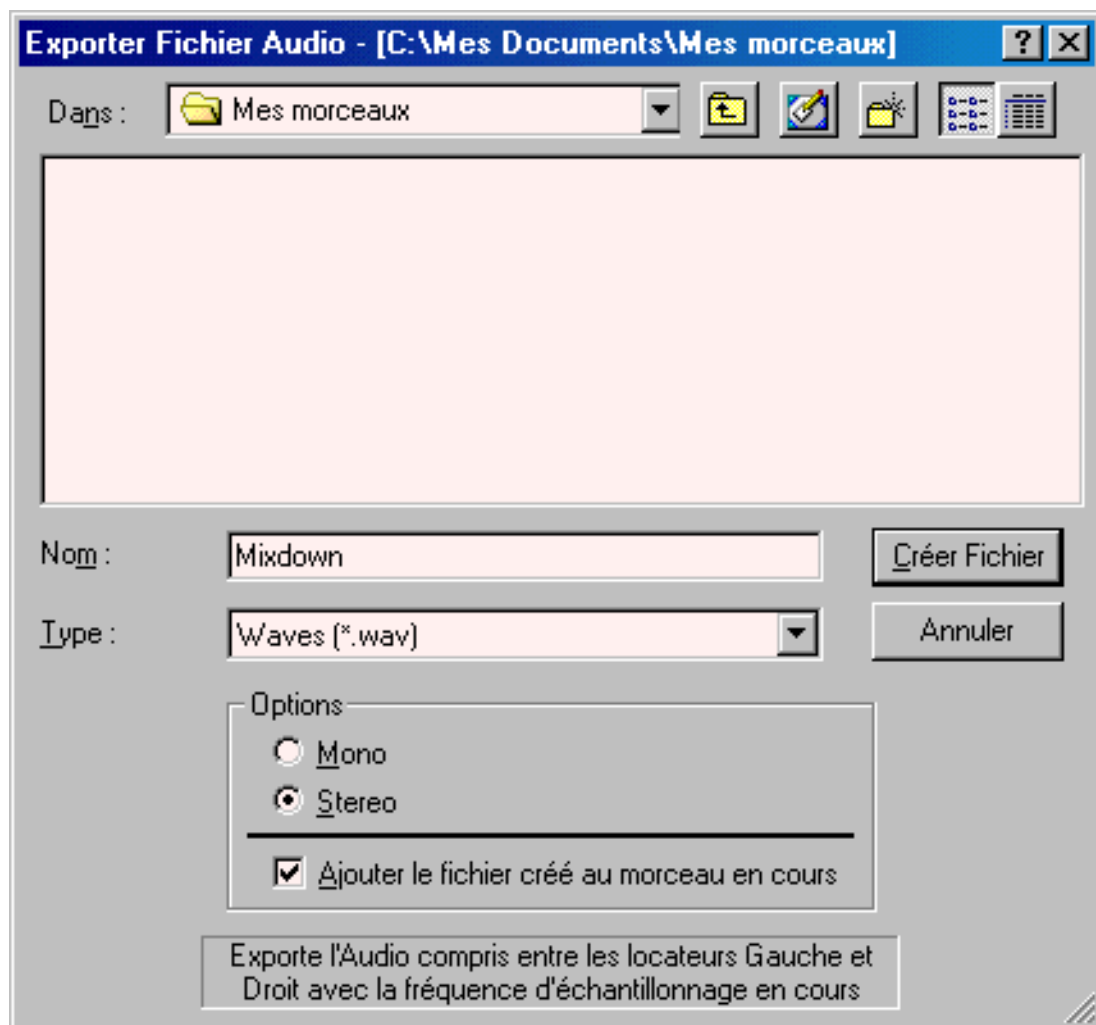 Exporter Fichier Audio - [C:\Mes Documents\Mes morceaux]
Dans :
Mes morceaux
Nom :
Mixdown
Créer Fichier
Type :
Waves (*.wav)
Annuler
Options
Mono
Stereo
Ajouter le fichier créé au morceau en cours
Exporte l'Audio compris entre les locateurs Gauche et
Droit avec la fréquence d'échantillonnage en cours